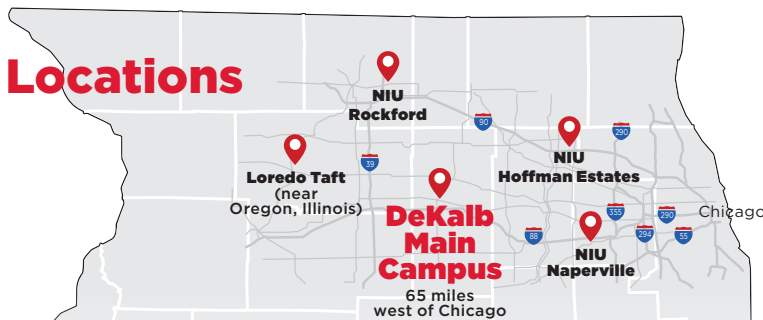 Locations
NIU
Rockford
90
NIU
Hoffman Estates
290
Loredo Taft
(near
Oregon, Illinois)
39
DeKalb
Main
Campus
65 miles
west of Chicago
88
NIU
Naperville
355
290
294
55
Chicago